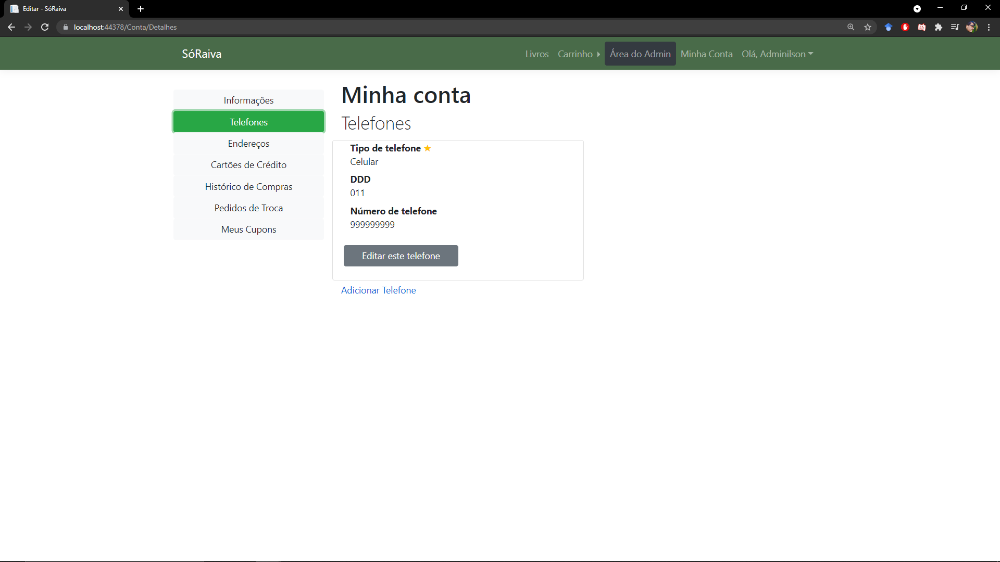 Editar - SóRaiva
localhost:44378/Conta/Detalhes
SóRaiva
Livros
Carrinho
Área do Admin
Minha Conta
Olá, Adminilson
Informações
Telefones
Endereços
Cartões de Crédito
Histórico de Compras
Pedidos de Troca
Meus Cupons
Minha conta
Telefones
Tipo de telefone
Celular
DDD
011
Número de telefone
999999999
Editar este telefone
Adicionar Telefone